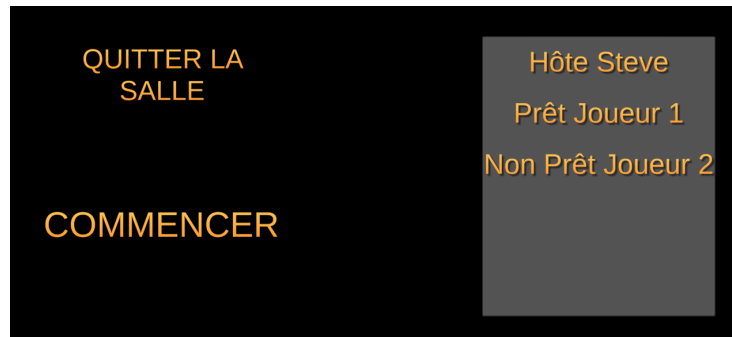 QUITTER LA
SALLE
COMMENCER
Hôte Steve
Prêt Joueur 1
Non Prêt Joueur 2